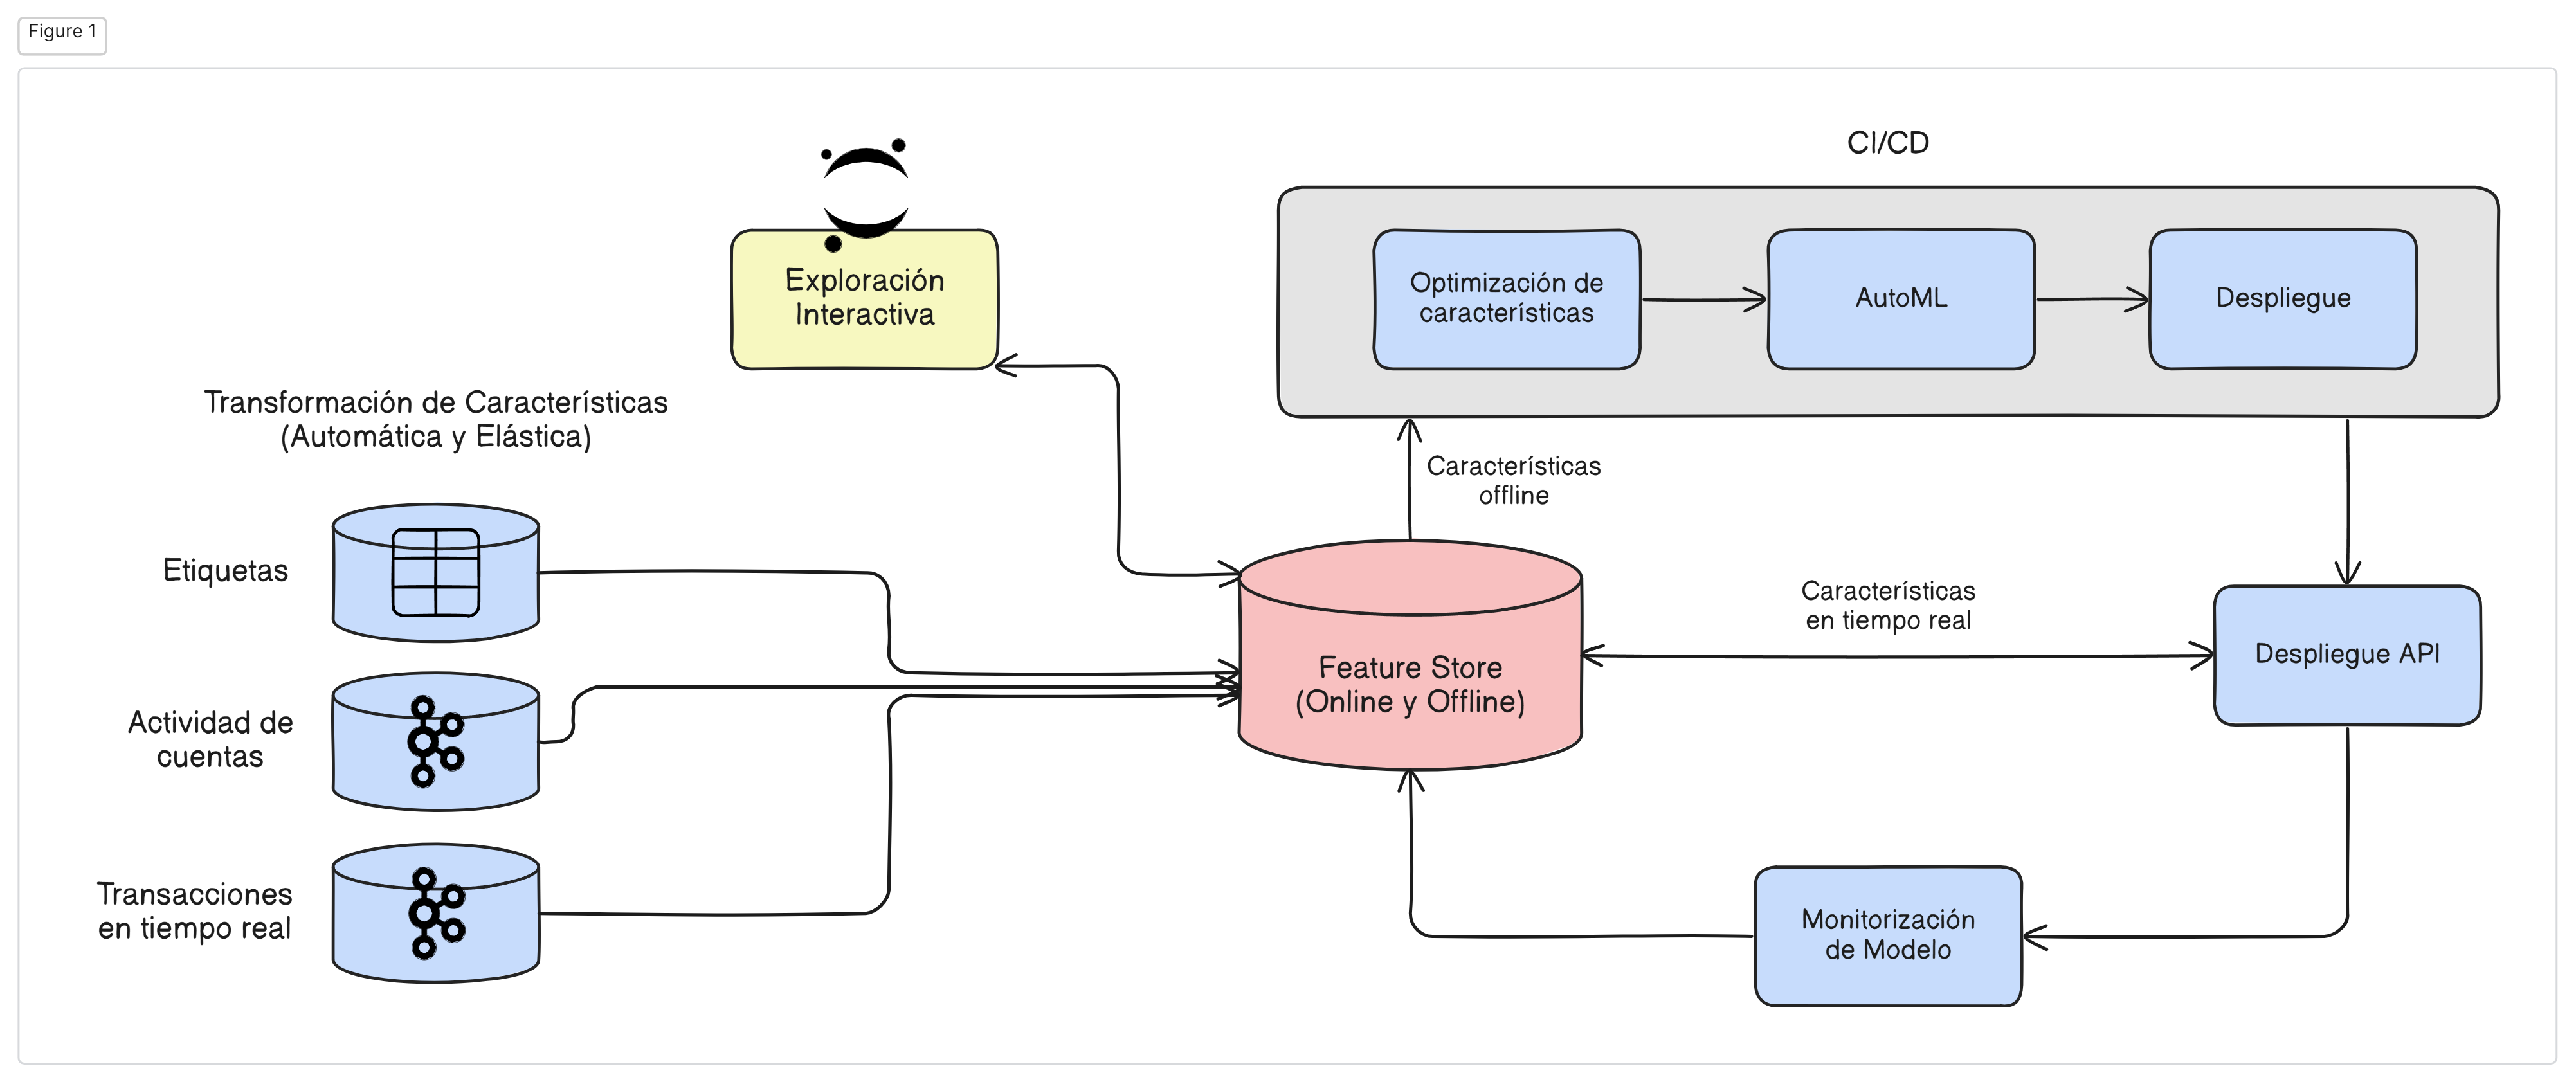 Figure 1
CI/CD
Exploración
Interactiva
Optimización de
características
AutoML
Despliegue
Transformación de Características
(Automática y Elástica)
Características
offline
Etiquetas
Características
en tiempo real
Despliegue API
Feature Store
(Online y Offline)
Actividad de
cuentas
Transacciones
en tiempo real
Monitorización
de Modelo